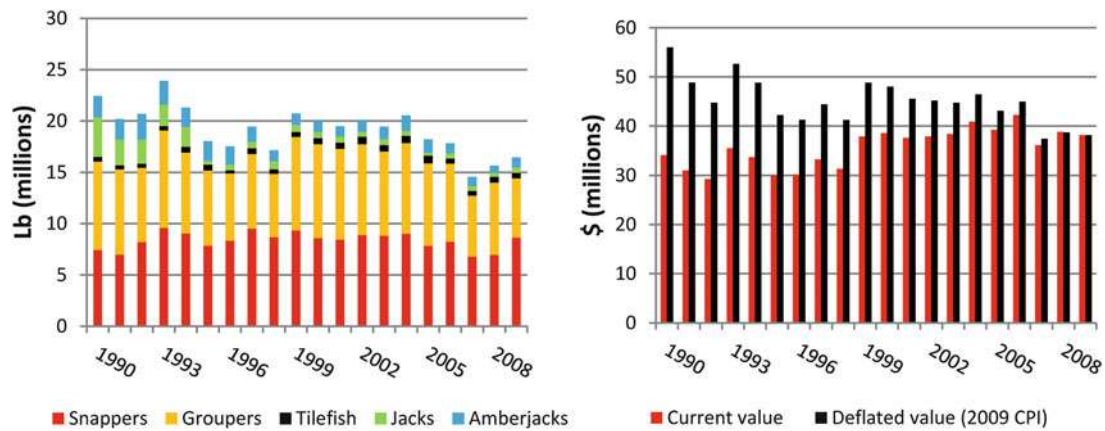 30
25
20
15
10
5
0
Lb (millions)
1990 1993 1996 1999 2002 2005 2008
Snappers Groupers Tilefish Jacks Amberjacks
60
50
40
30
20
10
0
$ (millions)
1990 1993 1996 1999 2002 2005 2008
Current value Deflated value (2009 CPI)